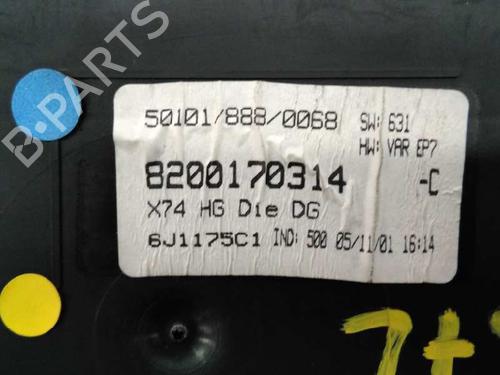 B-PARTS
50101/888/0068 SW: 631
HW: VAR EP7
8200170314 -C
X74 HG Die DG
6J1175C1 IND: 500 05/11/01 16:14